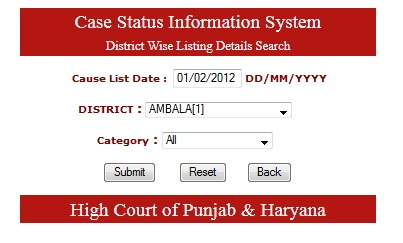 Case Status Information System
District Wise Listing Details Search
Cause List Date : 01/02/2012 DD/MM/YYYY
DISTRICT : AMBALA[1]
Category : All
Submit Reset Back
High Court of Punjab & Haryana